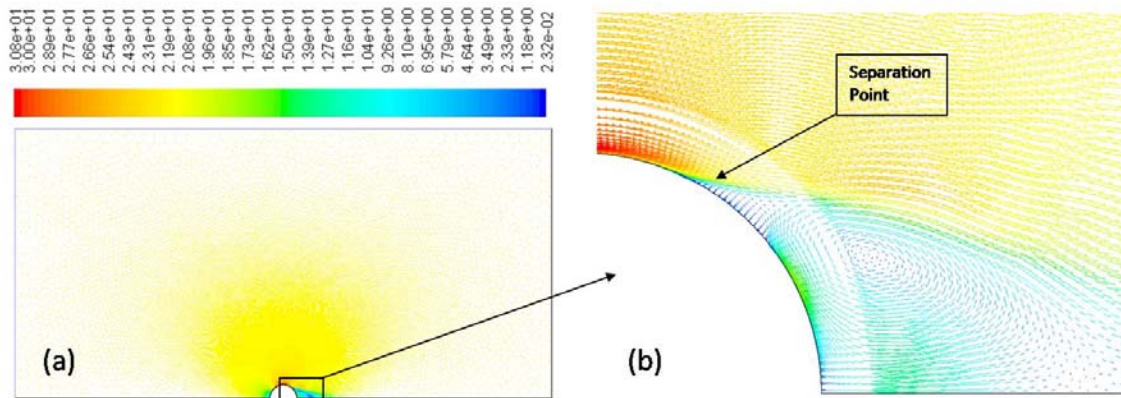 3.08e+01
3.00e+01
2.89e+01
2.77e+01
2.66e+01
2.54e+01
2.43e+01
2.31e+01
2.19e+01
2.08e+01
1.96e+01
1.85e+01
1.73e+01
1.62e+01
1.50e+01
1.39e+01
1.27e+01
1.16e+01
1.04e+01
9.26e+00
8.10e+00
6.95e+00
5.79e+00
4.64e+00
3.49e+00
2.33e+00
1.18e+00
2.32e-02
Separation
Point
(a)
(b)